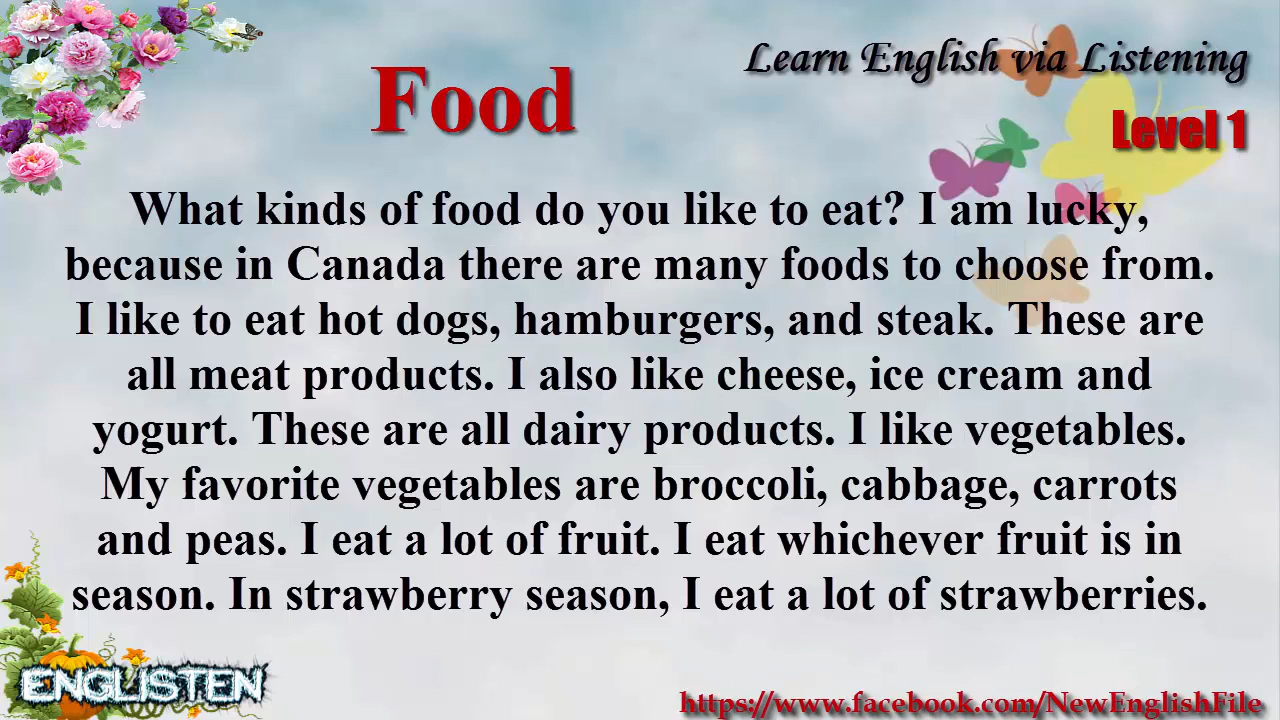 Learn English via Listening
Food
Level 1
What kinds of food do you like to eat? I am lucky,
because in Canada there are many foods to choose from.
I like to eat hot dogs, hamburgers, and steak. These are
all meat products. I also like cheese, ice cream and
yogurt. These are all dairy products. I like vegetables.
My favorite vegetables are broccoli, cabbage, carrots
and peas. I eat a lot of fruit. I eat whichever fruit is in
season. In strawberry season, I eat a lot of strawberries.
ENGLISTEN
https://www.facebook.com/NewEnglishFile